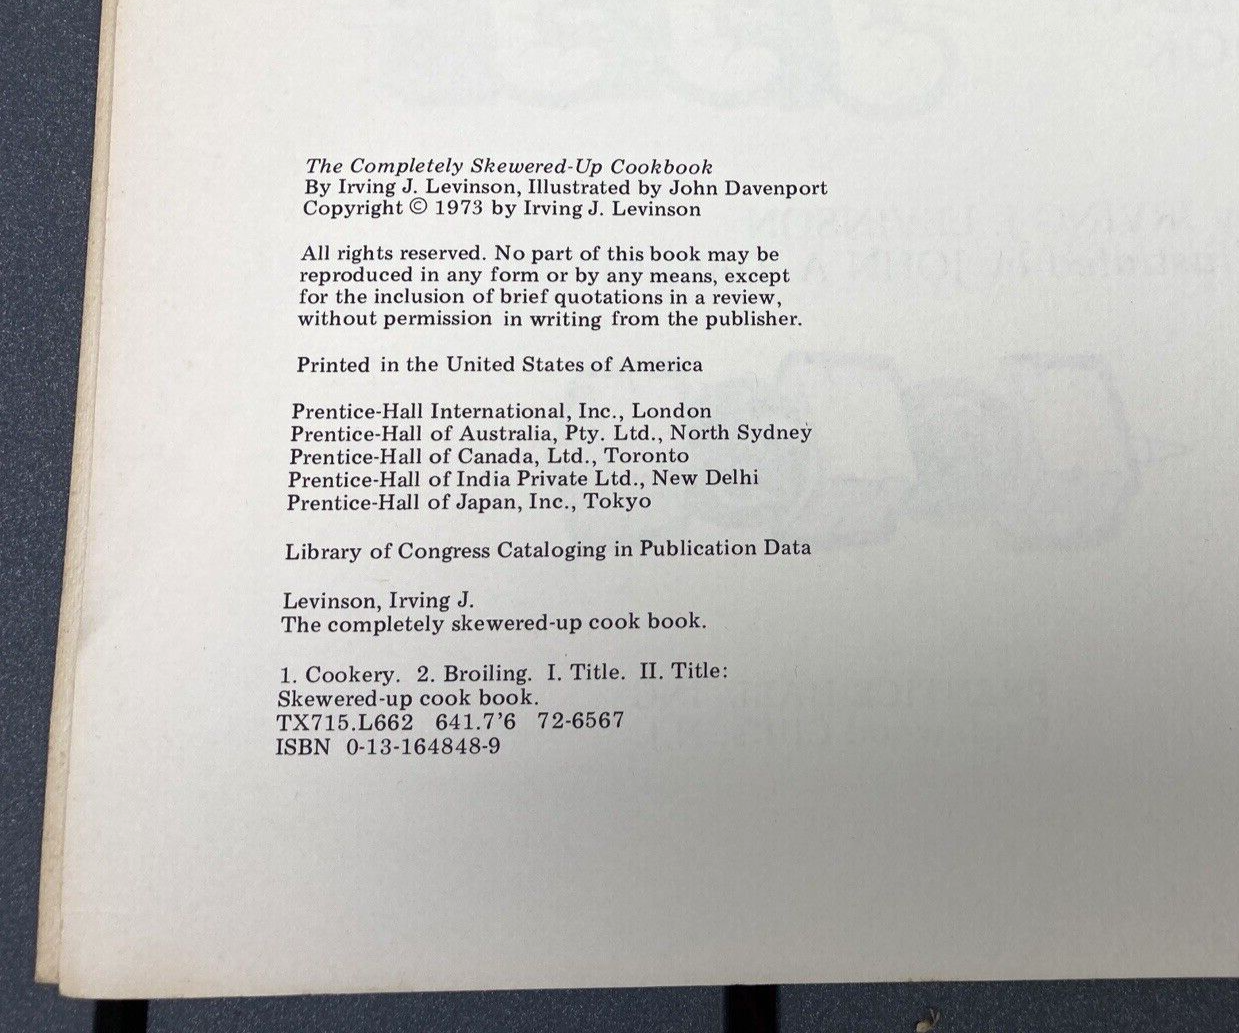 The Completely Skewered-Up Cookbook
By Irving J. Levinson, Illustrated by John Davenport
Copyright © 1973 by Irving J. Levinson
All rights reserved. No part of this book may be
reproduced in any form or by any means, except
for the inclusion of brief quotations in a review,
without permission in writing from the publisher.
Printed in the United States of America
Prentice-Hall International, Inc., London
Prentice-Hall of Australia, Pty. Ltd., North Sydney
Prentice-Hall of Canada, Ltd., Toronto
Prentice-Hall of India Private Ltd., New Delhi
Prentice-Hall of Japan, Inc., Tokyo
Library of Congress Cataloging in Publication Data
Levinson, Irving J.
The completely skewered-up cook book.
1. Cookery. 2. Broiling. I. Title. II. Title:
Skewered-up cook book.
TX715.L662 641.7'6 72-6567
ISBN 0-13-164848-9